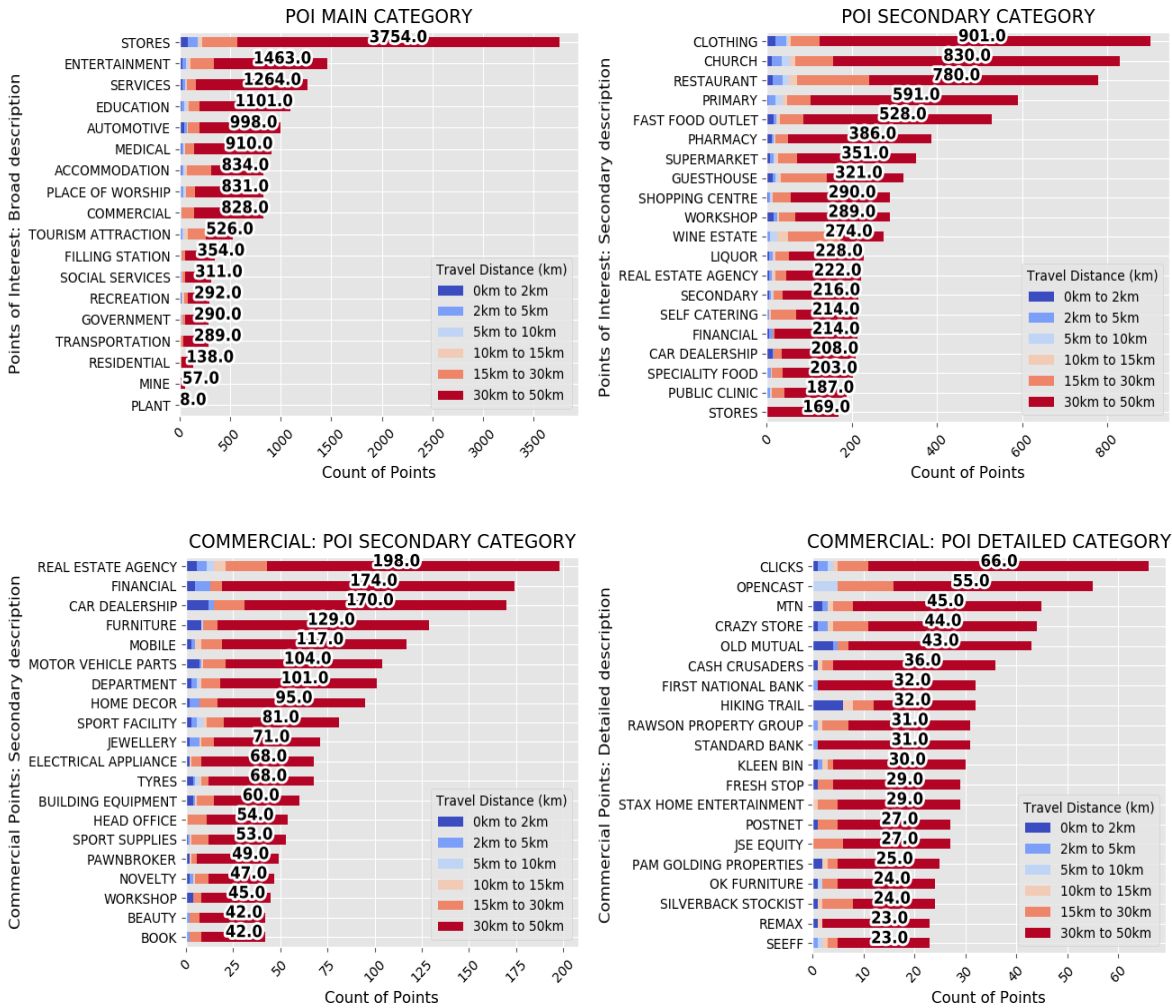 POI MAIN CATEGORY
Points of Interest: Broad description
STORES 3754.0
ENTERTAINMENT 1463.0
SERVICES 1264.0
EDUCATION 1101.0
AUTOMOTIVE 998.0
MEDICAL 910.0
ACCOMMODATION 834.0
PLACE OF WORSHIP 831.0
COMMERCIAL 828.0
TOURISM ATTRACTION 526.0
FILLING STATION 354.0
SOCIAL SERVICES 311.0
RECREATION 292.0
GOVERNMENT 290.0
TRANSPORTATION 289.0
RESIDENTIAL 138.0
MINE 57.0
PLANT 8.0
Travel Distance (km)
0km to 2km
2km to 5km
5km to 10km
10km to 15km
15km to 30km
30km to 50km
0 500 1000 1500 2000 2500 3000 3500
Count of Points
POI SECONDARY CATEGORY
Points of Interest: Secondary description
CLOTHING 901.0
CHURCH 830.0
RESTAURANT 780.0
PRIMARY 591.0
FAST FOOD OUTLET 528.0
PHARMACY 386.0
SUPERMARKET 351.0
GUESTHOUSE 321.0
SHOPPING CENTRE 290.0
WORKSHOP 289.0
WINE ESTATE 274.0
LIQUOR 228.0
REAL ESTATE AGENCY 222.0
SECONDARY 216.0
SELF CATERING 214.0
FINANCIAL 214.0
CAR DEALERSHIP 208.0
SPECIALITY FOOD 203.0
PUBLIC CLINIC 187.0
STORES 169.0
Travel Distance (km)
0km to 2km
2km to 5km
5km to 10km
10km to 15km
15km to 30km
30km to 50km
0 200 400 600 800
Count of Points
COMMERCIAL: POI SECONDARY CATEGORY
Commercial Points: Secondary description
REAL ESTATE AGENCY 198.0
FINANCIAL 174.0
CAR DEALERSHIP 170.0
FURNITURE 129.0
MOBILE 117.0
MOTOR VEHICLE PARTS 104.0
DEPARTMENT 101.0
HOME DECOR 95.0
SPORT FACILITY 81.0
JEWELLERY 71.0
ELECTRICAL APPLIANCE 68.0
TYRES 68.0
BUILDING EQUIPMENT 60.0
HEAD OFFICE 54.0
SPORT SUPPLIES 53.0
PAWNBROKER 49.0
NOVELTY 47.0
WORKSHOP 45.0
BEAUTY 42.0
BOOK 42.0
Travel Distance (km)
0km to 2km
2km to 5km
5km to 10km
10km to 15km
15km to 30km
30km to 50km
0 25 50 75 100 125 150 175 200
Count of Points
COMMERCIAL: POI DETAILED CATEGORY
Commercial Points: Detailed description
CLICKS 66.0
OPENCAST 55.0
MTN 45.0
CRAZY STORE 44.0
OLD MUTUAL 43.0
CASH CRUSADERS 36.0
FIRST NATIONAL BANK 32.0
HIKING TRAIL 32.0
RAWSON PROPERTY GROUP 31.0
STANDARD BANK 31.0
KLEEN BIN 30.0
FRESH STOP 29.0
STAX HOME ENTERTAINMENT 29.0
POSTNET 27.0
JSE EQUITY 27.0
PAM GOLDING PROPERTIES 25.0
OK FURNITURE 24.0
SILVERBACK STOCKIST 24.0
REMAX 23.0
SEEFF 23.0
Travel Distance (km)
0km to 2km
2km to 5km
5km to 10km
10km to 15km
15km to 30km
30km to 50km
0 10 20 30 40 50 60
Count of Points